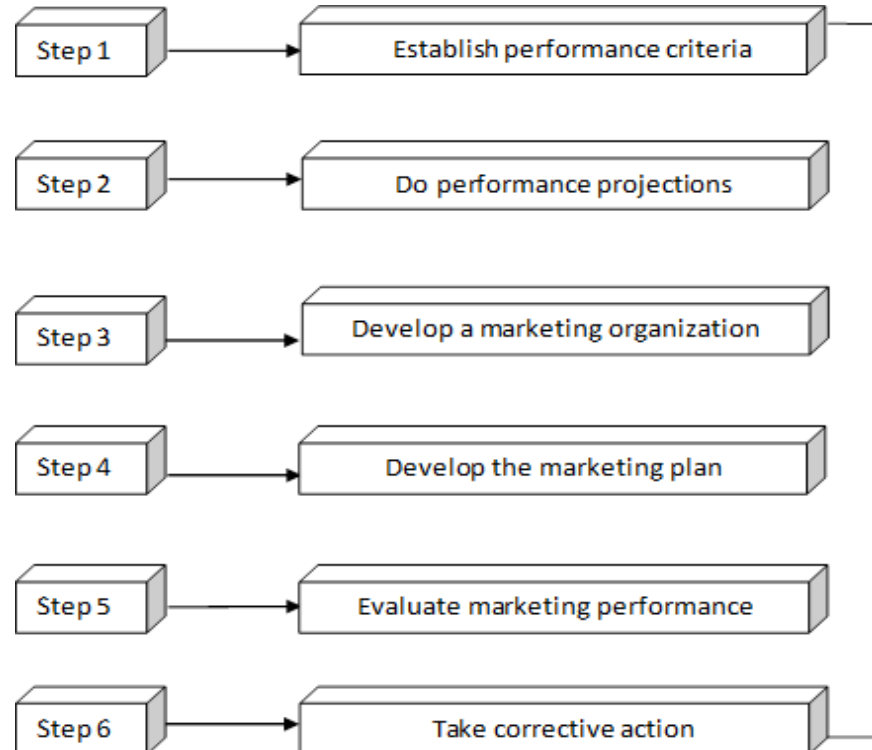 Step 1
Establish performance criteria
Step 2
Do performance projections
Step 3
Develop a marketing organization
Step 4
Develop the marketing plan
Step 5
Evaluate marketing performance
Step 6
Take corrective action